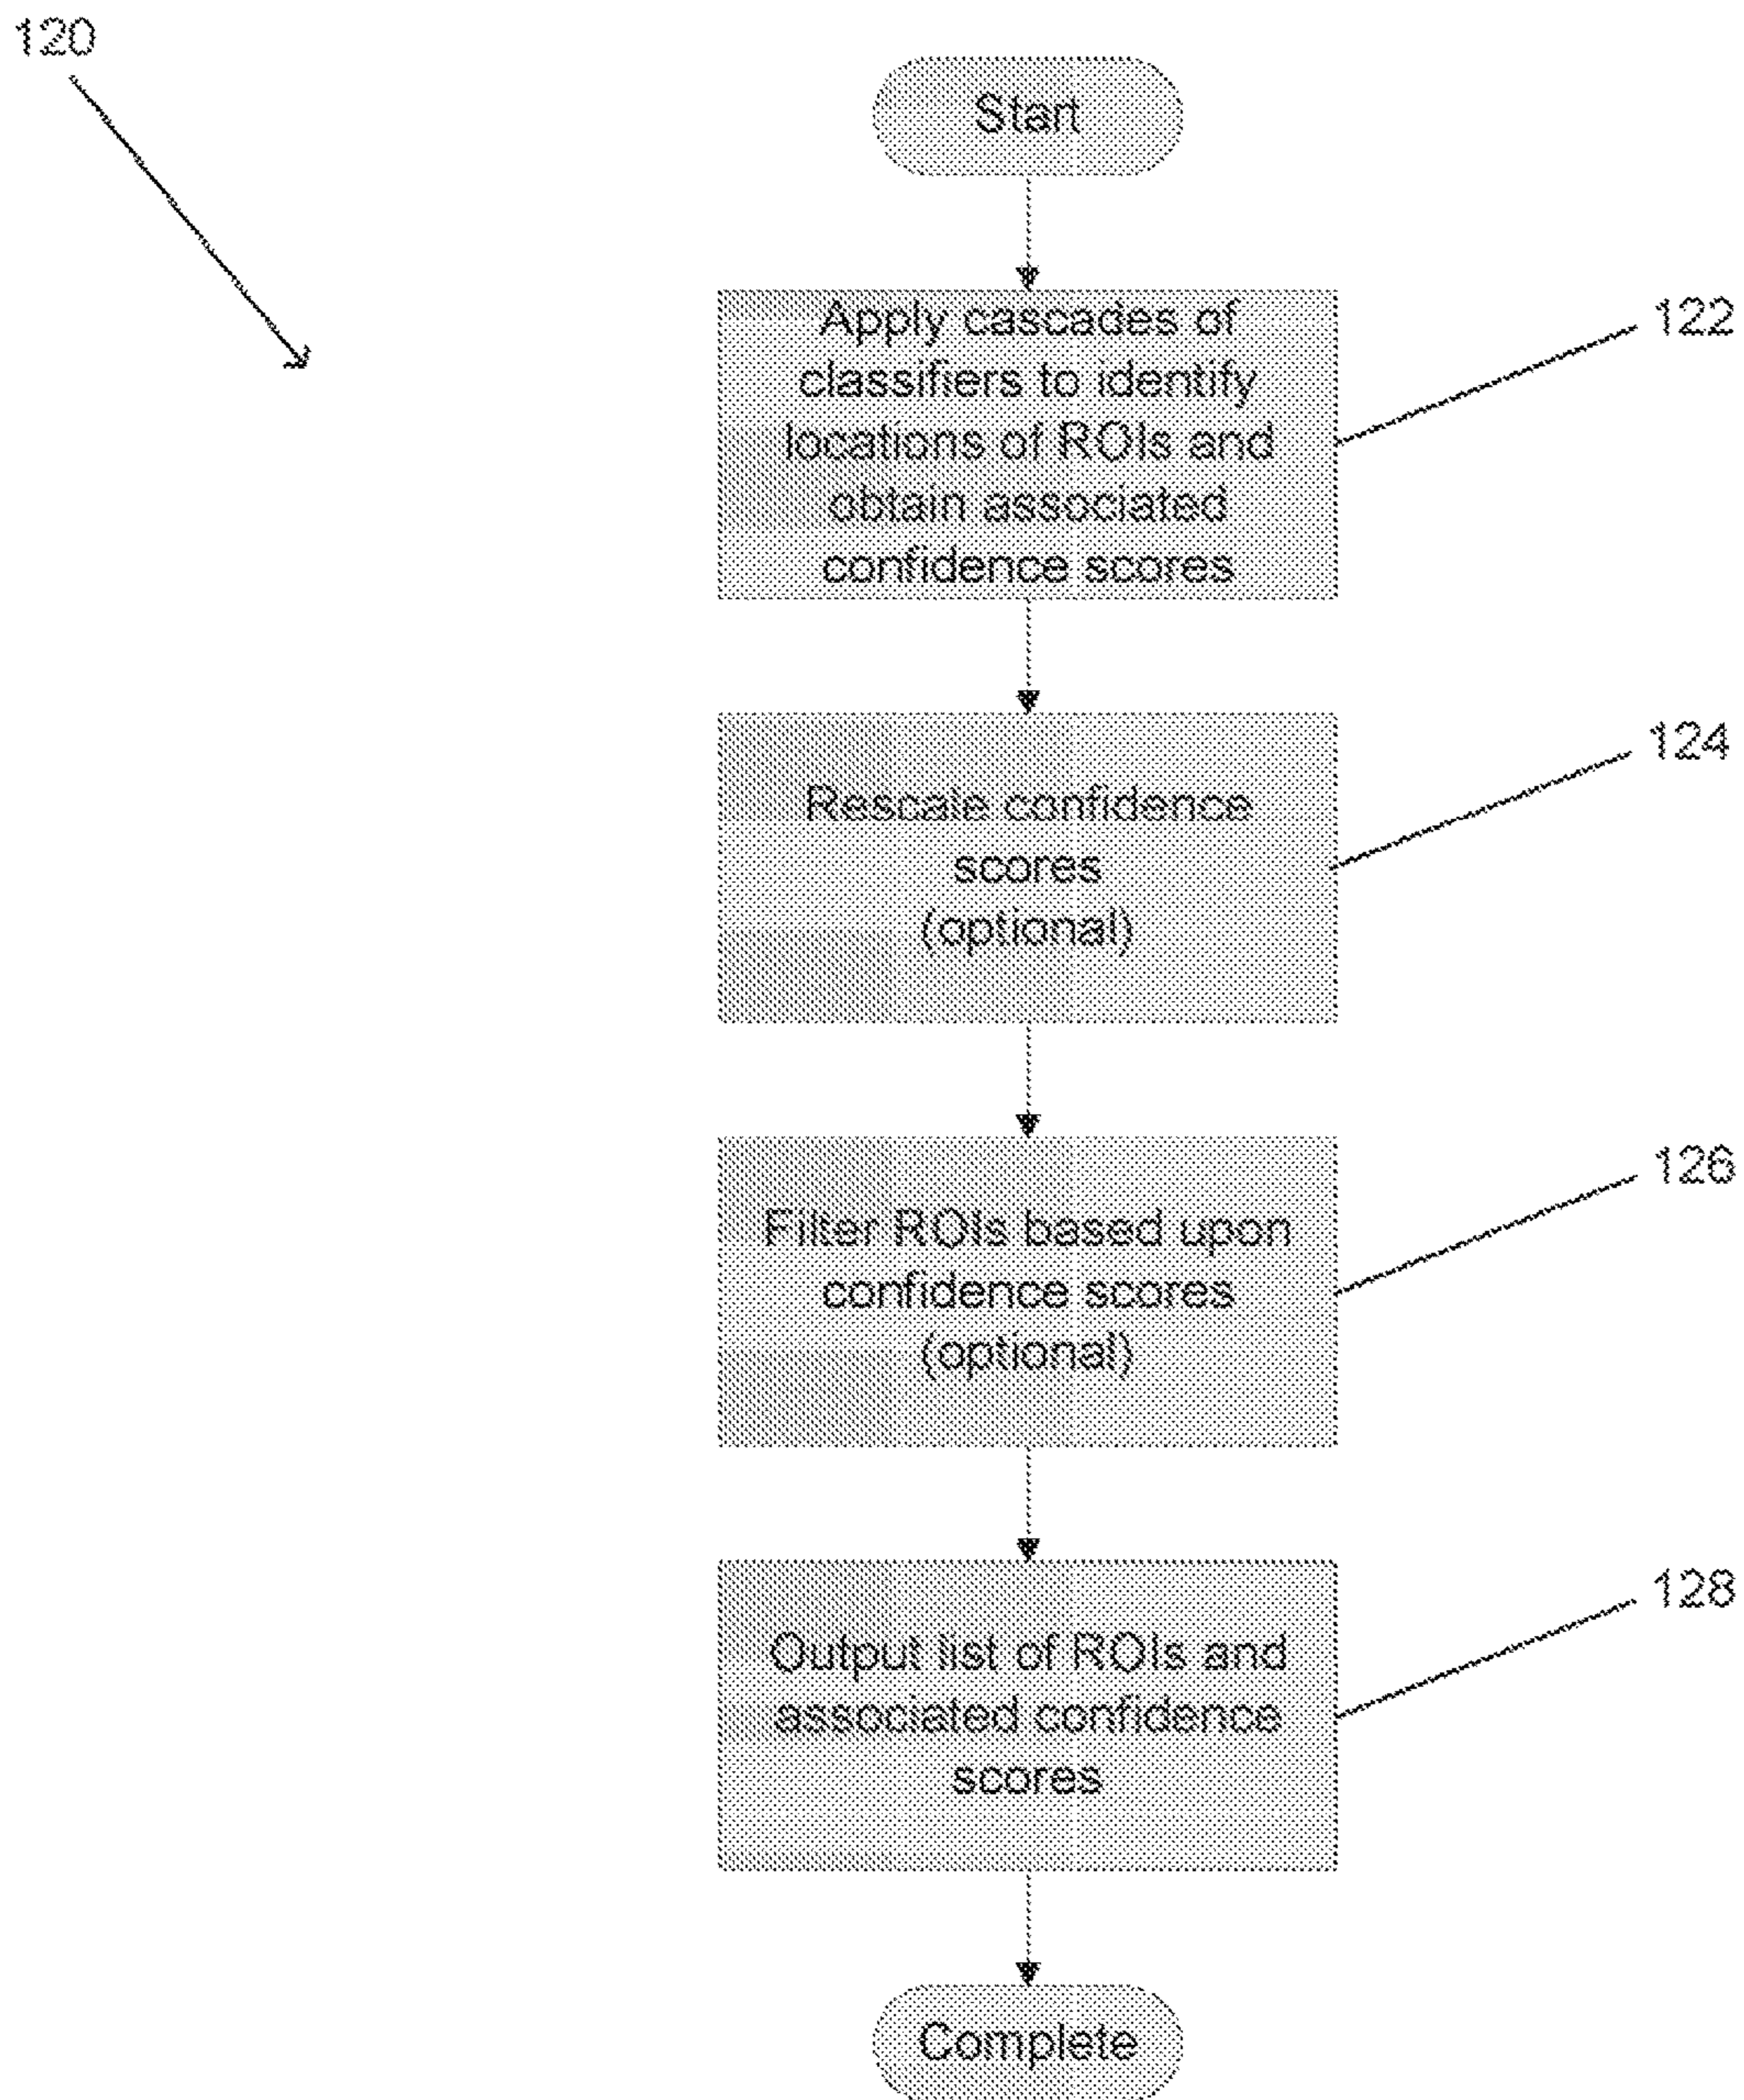 120
Start
Apply cascades of
classifiers to identify
locations of ROIs and
obtain associated
confidence scores
122
Rescale confidence
scores
(optional)
124
Filter ROIs based upon
confidence scores
(optional)
126
Output list of ROIs and
associated confidence
scores
128
Complete